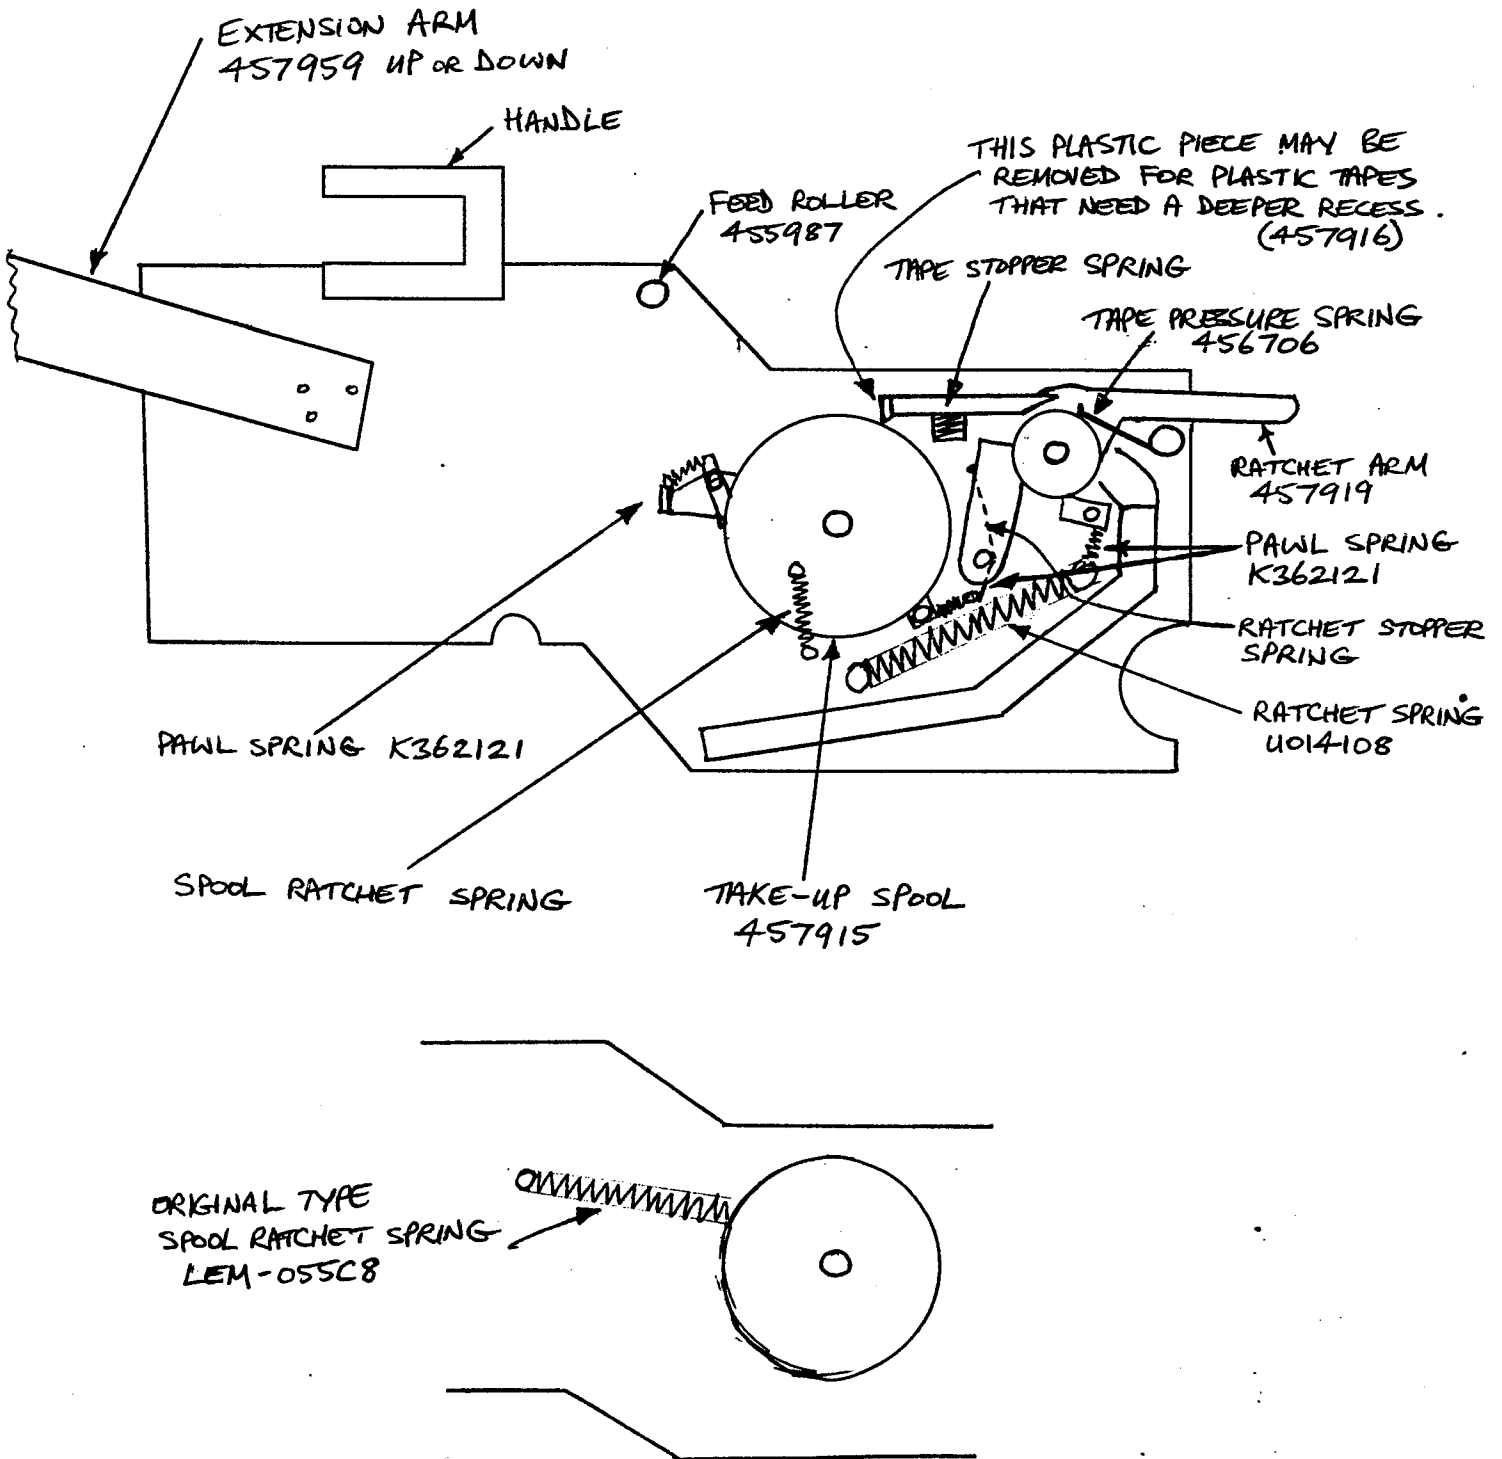 EXTENSION ARM
457959 UP OR DOWN
HANDLE
FEED ROLLER
455987
THIS PLASTIC PIECE MAY BE
REMOVED FOR PLASTIC TAPES
THAT NEED A DEEPER RECESS.
(457916)
TAPE STOPPER SPRING
TAPE PRESSURE SPRING
456706
RATCHET ARM
457919
PAWL SPRING
K362121
RATCHET STOPPER
SPRING
RATCHET SPRING
U014108
PAWL SPRING K362121
SPOOL RATCHET SPRING
TAKE-UP SPOOL
457915
ORIGINAL TYPE
SPOOL RATCHET SPRING
LEM-055C8